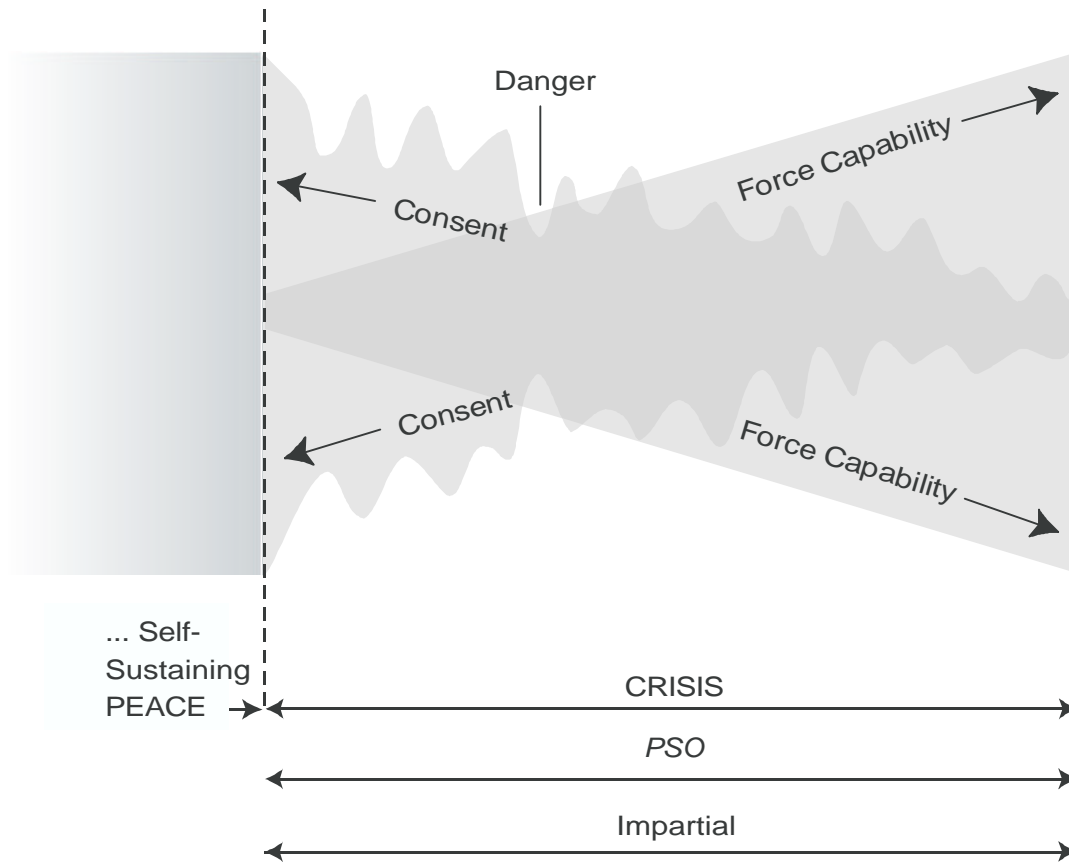 Danger
Force Capability
Consent
Consent
Force Capability
... Self-
Sustaining
PEACE
CRISIS
PSO
Impartial